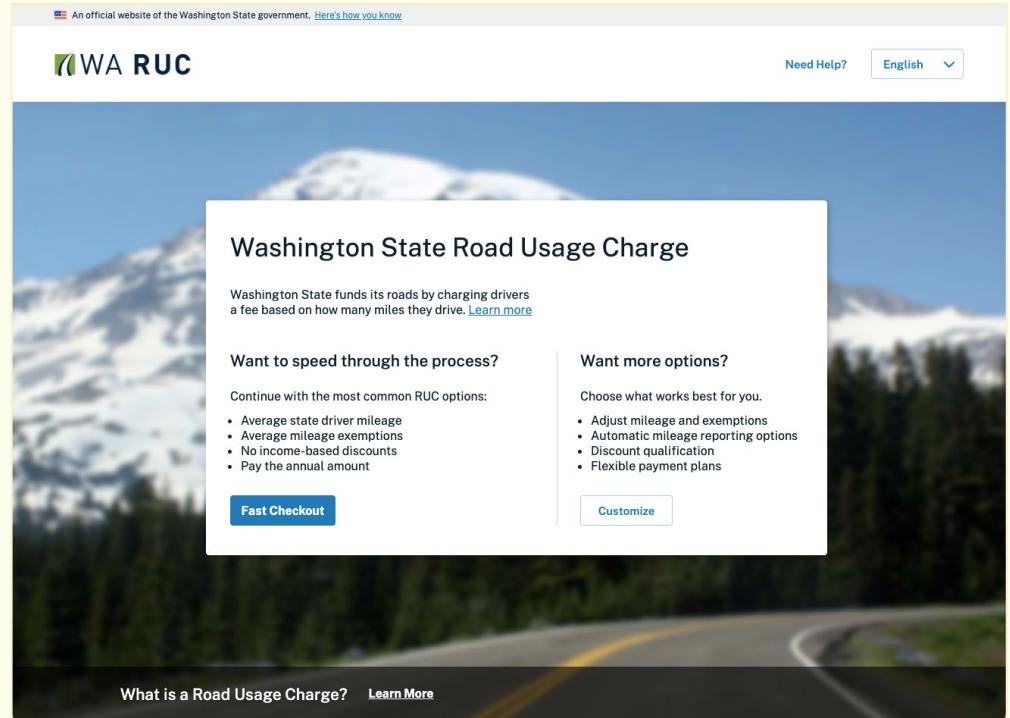 An official website of the Washington State government. Here's how you know
WA RUC
Need Help?
English
Washington State Road Usage Charge
Washington State funds its roads by charging drivers
a fee based on how many miles they drive. Learn more
Want to speed through the process?
Continue with the most common RUC options:
• Average state driver mileage
• Average mileage exemptions
• No income-based discounts
• Pay the annual amount
Fast Checkout
Want more options?
Choose what works best for you.
• Adjust mileage and exemptions
• Automatic mileage reporting options
• Discount qualification
• Flexible payment plans
Customize
What is a Road Usage Charge? Learn More